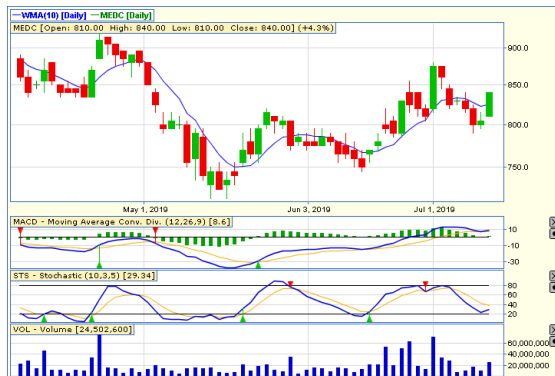 WMA(10) [Daily] MEDC [Daily]
MEDC [Open: 810.00 High: 840.00 Low: 810.00 Close: 840.00] (+4.3%)
900.0
850.0
800.0
750.0
May 1, 2019 Jun 3, 2019 Jul 1, 2019
MACD - Moving Average Conv. Div. (12,26,9) [8.6]
10
-10
-30
STS - Stochastic (10,3,5) [29.34]
80
60
40
20
VOL - Volume [24,502,600]
60,000,000
40,000,000
20,000,000